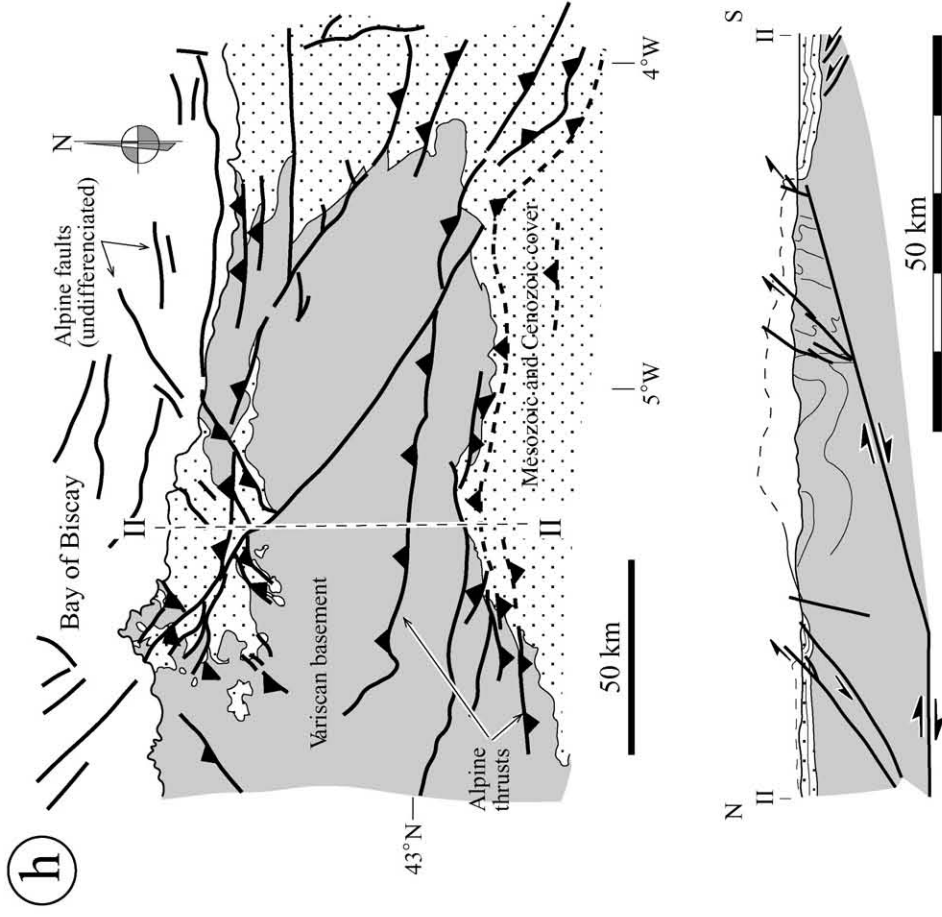 h
N
Alpine faults
(undifferenciated)
Bay of Biscay
II
Variscan basement
43°N
Alpine
thrusts
50 km
II
Mesozoic and Cenozoic cover
5°W
4°W
N
II
S
II
50 km